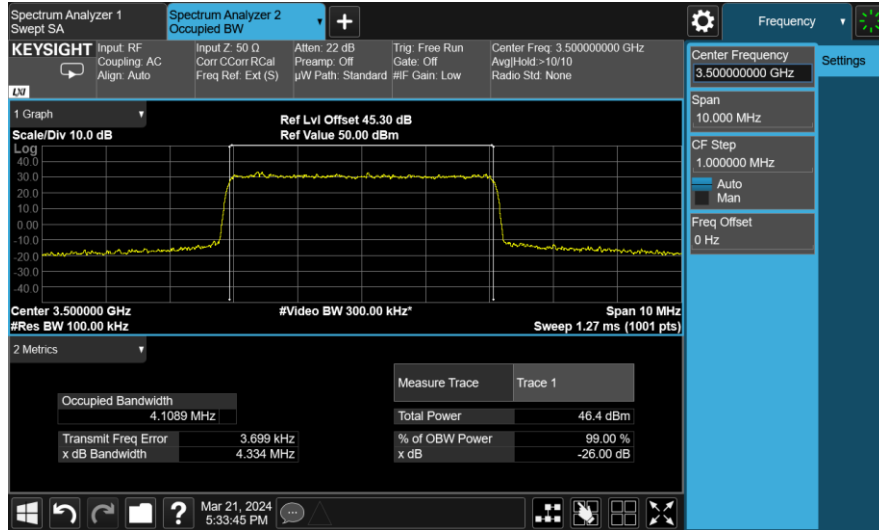 Spectrum Analyzer 1
Swept SA
Spectrum Analyzer 2
Occupied BW
+
Frequency
KEYSIGHT
LXI
Input: RF
Coupling: AC
Align: Auto
Input Z: 50 Ω
Corr CCorr RCal
Freq Ref: Ext (S)
Atten: 22 dB
Preamp: Off
µW Path: Standard
Trig: Free Run
Gate: Off
#IF Gain: Low
Center Freq: 3.500000000 GHz
Avg|Hold:>10/10
Radio Std: None
Center Frequency
3.500000000 GHz
Settings
Span
10.000 MHz
CF Step
1.000000 MHz
Auto
Man
Freq Offset
0 Hz
1 Graph
Scale/Div 10.0 dB
Ref Lvl Offset 45.30 dB
Ref Value 50.00 dBm
Log
40.0
30.0
20.0
10.0
0.00
-10.0
-20.0
-30.0
-40.0
Center 3.500000 GHz
#Res BW 100.00 kHz
#Video BW 300.00 kHz*
Span 10 MHz
Sweep 1.27 ms (1001 pts)
2 Metrics
Measure Trace
Trace 1
Occupied Bandwidth
4.1089 MHz
Total Power
46.4 dBm
Transmit Freq Error
3.699 kHz
% of OBW Power
99.00 %
x dB Bandwidth
4.334 MHz
x dB
-26.00 dB
?
Mar 21, 2024
5:33:45 PM